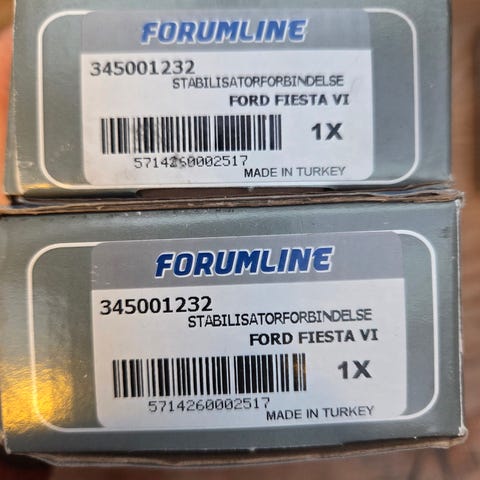 FORUMLINE
345001232
STABILISATORFORBINDELSE
FORD FIESTA VI
1X
5714260002517
MADE IN TURKEY
FORUMLINE
345001232
STABILISATORFORBINDELSE
FORD FIESTA VI
1X
5714260002517
MADE IN TURKEY